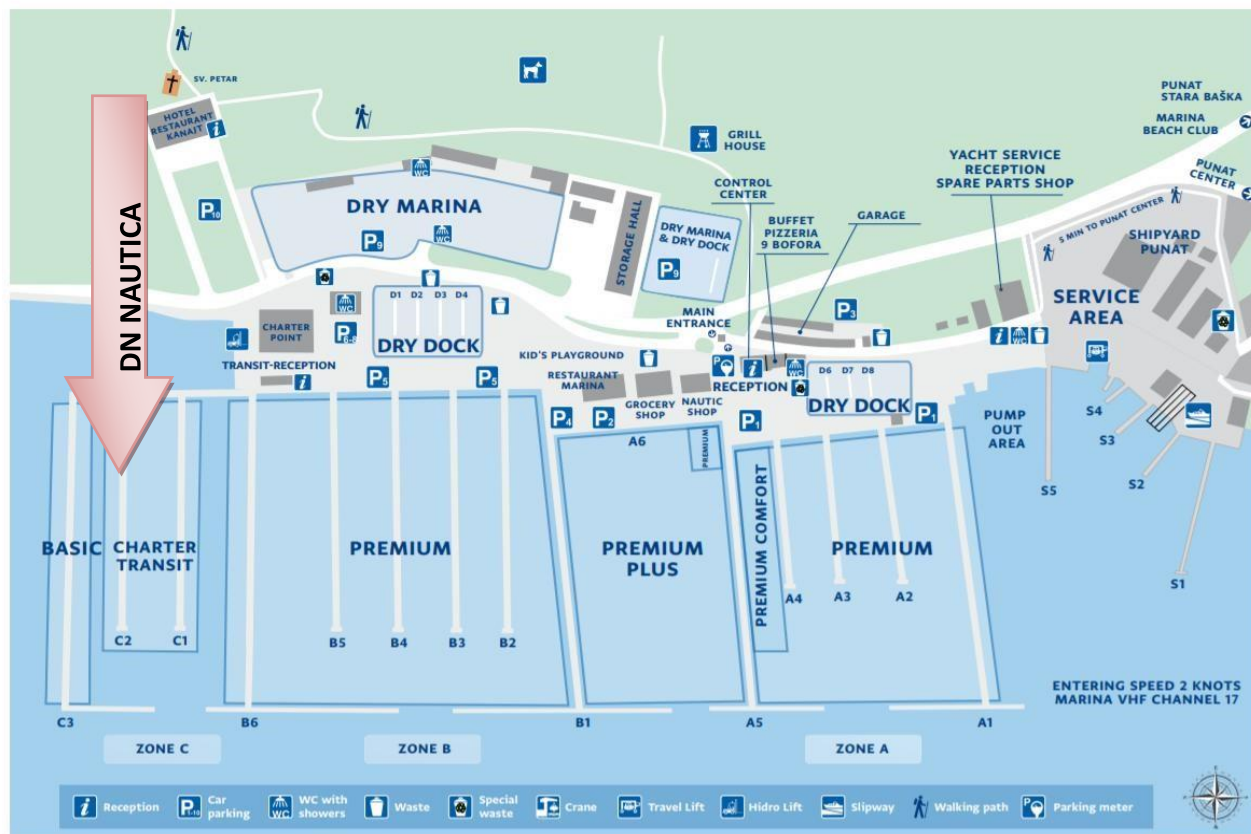 SV. PETAR
HOTEL
RESTAURANT
KANAJT
DN NAUTICA
GRILL
HOUSE
PUNAT
STARA BAŠKA
MARINA
BEACH CLUB
PUNAT
CENTER
YACHT SERVICE
RECEPTION
SPARE PARTS SHOP
CONTROL
CENTER
BUFFET
PIZZERIA
9 BOFORA
GARAGE
5 MIN TO PUNAT CENTER
SHIPYARD
PUNAT
SERVICE
AREA
WC
P10
DRY MARINA
P9
WC
STORAGE HALL
DRY MARINA
& DRY DOCK
P9
MAIN
ENTRANCE
P3
WC
D1 D2 D3 D4
DRY DOCK
WC
P6-8
CHARTER
POINT
TRANSIT-RECEPTION
P5
P5
KID'S PLAYGROUND
RESTAURANT
MARINA
GROCERY
SHOP
NAUTIC
SHOP
P
RECEPTION
WC
D6 D7 D8
DRY DOCK
P4
P2
A6
PREMIUM
P1
P1
PUMP
OUT
AREA
S5
S4
S3
S2
S1
BASIC
CHARTER
TRANSIT
PREMIUM
PREMIUM
PLUS
PREMIUM COMFORT
PREMIUM
C2 C1
B5 B4 B3 B2
A4 A3 A2
C3 B6 B1 A5 A1
ENTERING SPEED 2 KNOTS
MARINA VHF CHANNEL 17
ZONE C ZONE B ZONE A
Reception
P1-10 Car
parking
WC WC with
showers
Waste
Special
waste
Crane
Travel Lift
Hidro Lift
Slipway
Walking path
P Parking meter